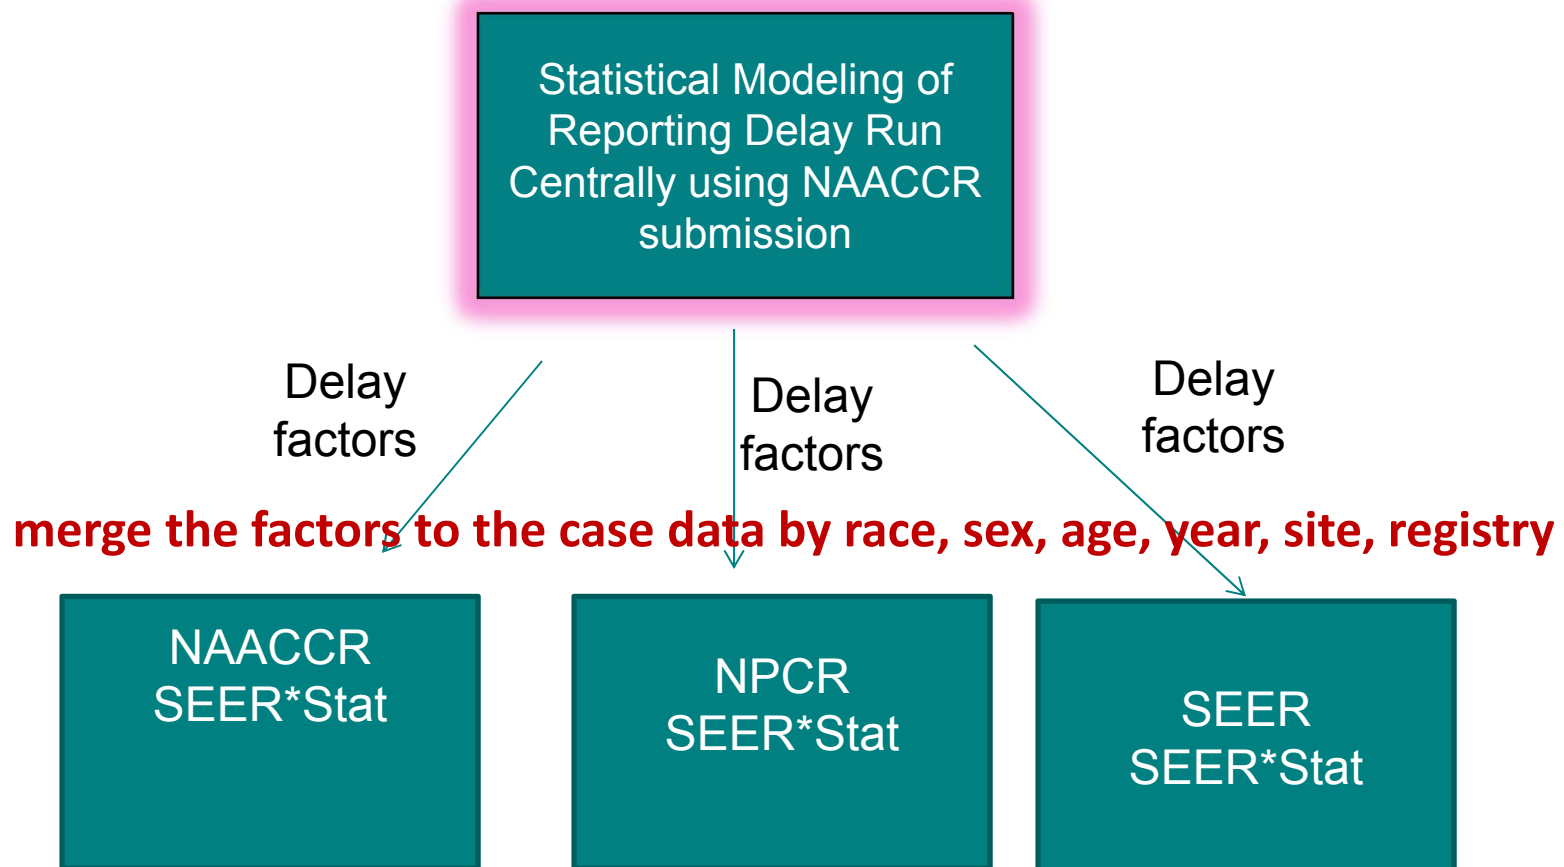 Statistical Modeling of
Reporting Delay Run
Centrally using NAACCR
submission
Delay
factors
Delay
factors
Delay
factors
merge the factors to the case data by race, sex, age, year, site, registry
NAACCR
SEER*Stat
NPCR
SEER*Stat
SEER
SEER*Stat